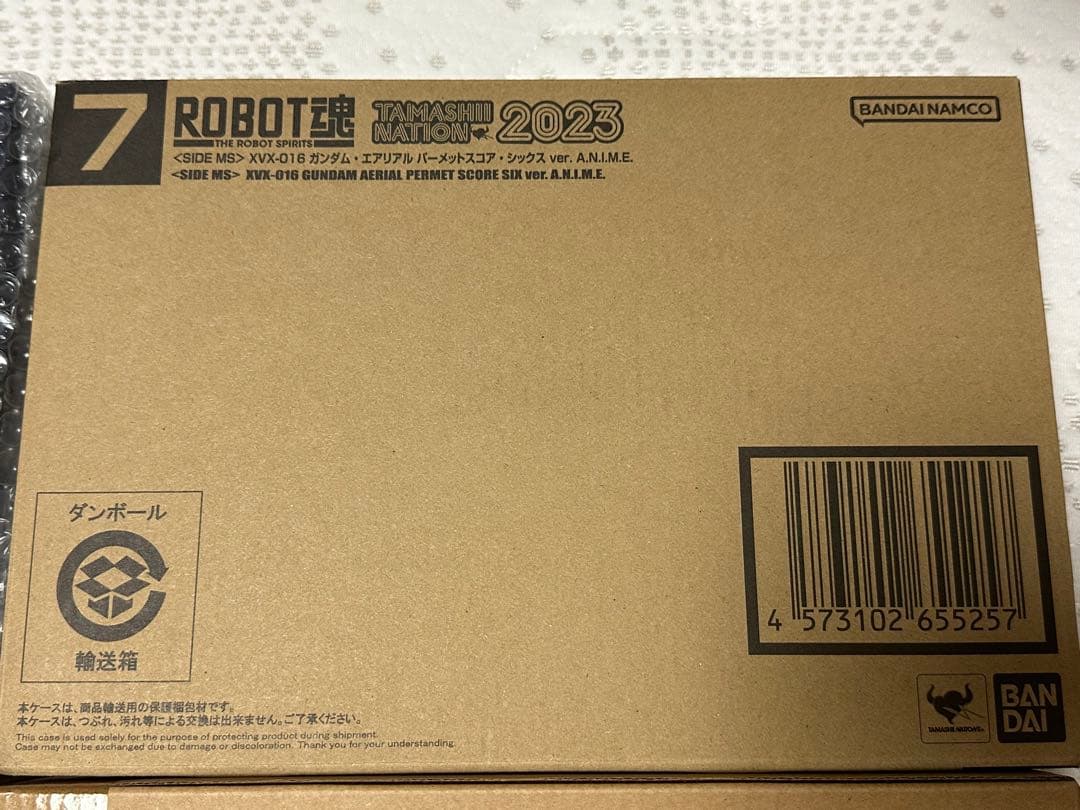 7
ROBOT魂
THE ROBOT SPIRITS
TAMASHII
NATION
2023
BANDAI NAMCO
<SIDE MS> XVX-016 ガンダム・エアリアル パーメットスコア・シックス ver. A.N.I.M.E.
<SIDE MS> XVX-016 GUNDAM AERIAL PERMET SCORE SIX ver. A.N.I.M.E.
ダンボール
輸送箱
4 573102 655257
本ケースは、商品輸送用の保護梱包材です。
本ケースは、つぶれ、汚れ等による交換は出来ません。ご了承ください。
This case is used solely for the purpose of protecting product during shipment.
Case may not be exchanged due to damage or discoloration. Thank you for your understanding.
TAMASHII NATIONS
BAN
DAI